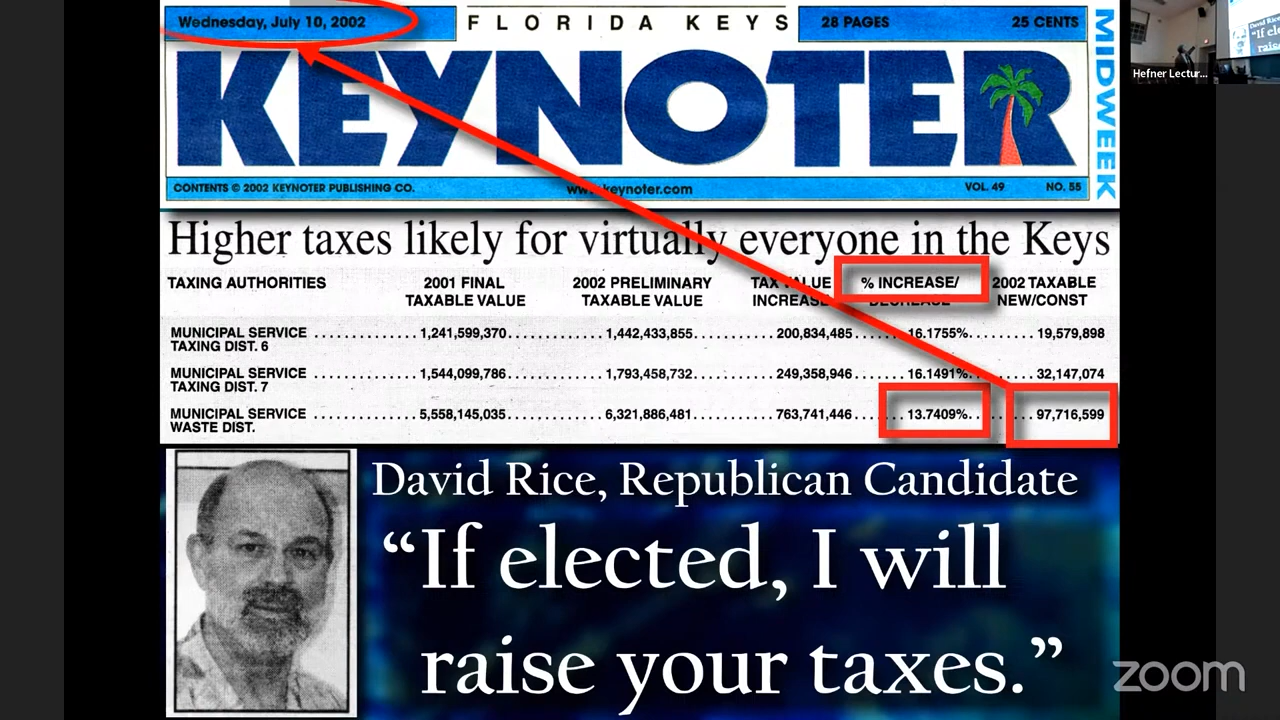 Wednesday, July 10, 2002
FLORIDA KEYS
28 PAGES
25 CENTS
KEYNOTER
MIDWEEK
CONTENTS © 2002 KEYNOTER PUBLISHING CO.
www.keynoter.com
VOL. 49
NO. 55
Higher taxes likely for virtually everyone in the Keys
TAXING AUTHORITIES 2001 FINAL 2002 PRELIMINARY TAX VALUE % INCREASE/ 2002 TAXABLE
TAXABLE VALUE TAXABLE VALUE INCREASE DECREASE NEW/CONST
MUNICIPAL SERVICE 1,241,599,370 1,442,433,855 200,834,485 16.1755% 19,579,898
TAXING DIST. 6
MUNICIPAL SERVICE 1,544,099,786 1,793,458,732 249,358,946 16.1491% 32,147,074
TAXING DIST. 7
MUNICIPAL SERVICE 5,558,145,035 6,321,886,481 763,741,446 13.7409% 97,716,599
WASTE DIST.
David Rice, Republican Candidate
“If elected, I will
raise your taxes.”
Hefner Lectur...
zoom